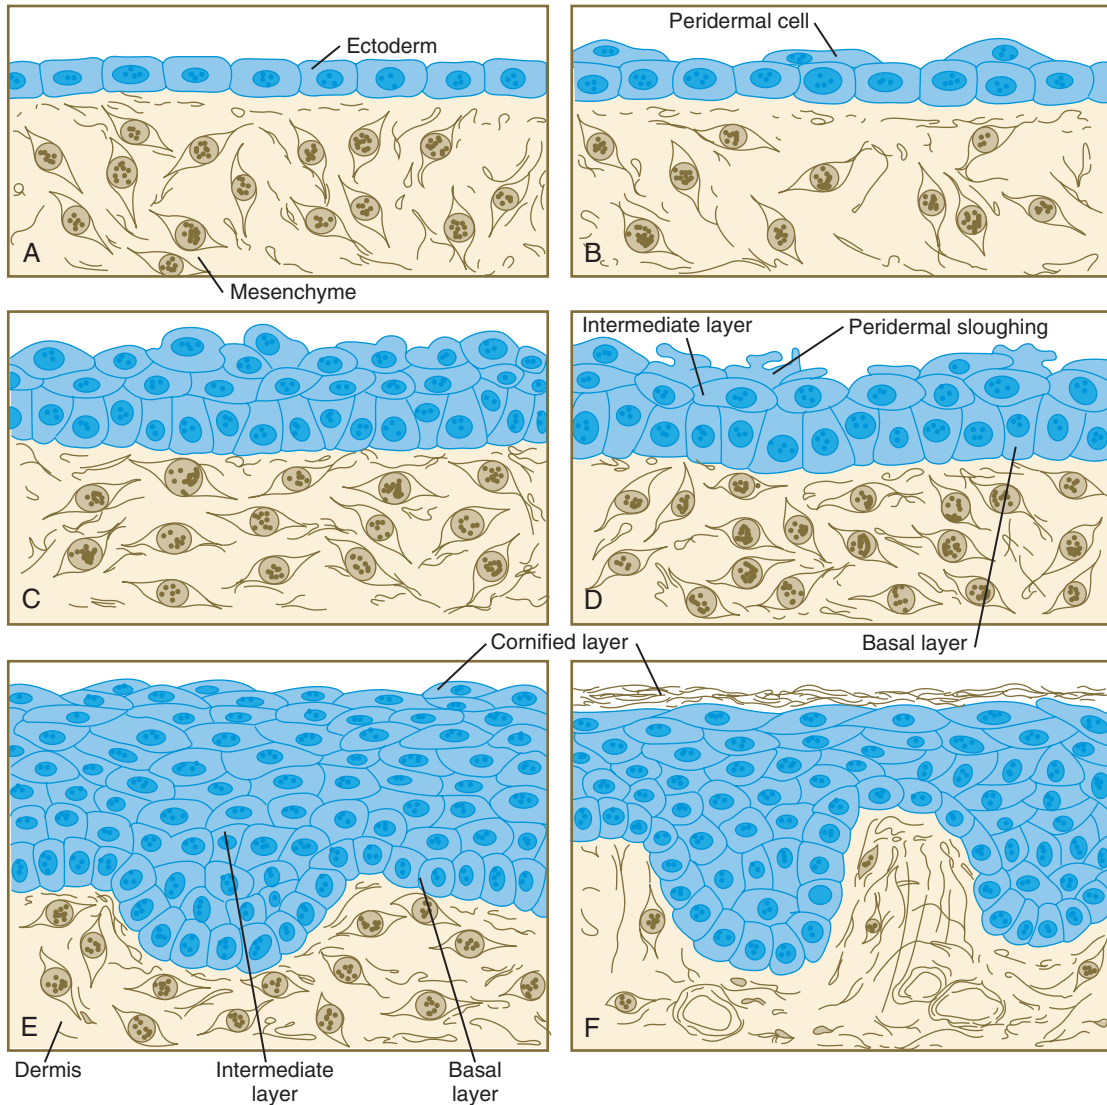 Ectoderm
A
Mesenchyme
Peridermal cell
B
C
Intermediate layer
Peridermal sloughing
D
Basal layer
Cornified layer
E
Dermis
Intermediate
layer
Basal
layer
F